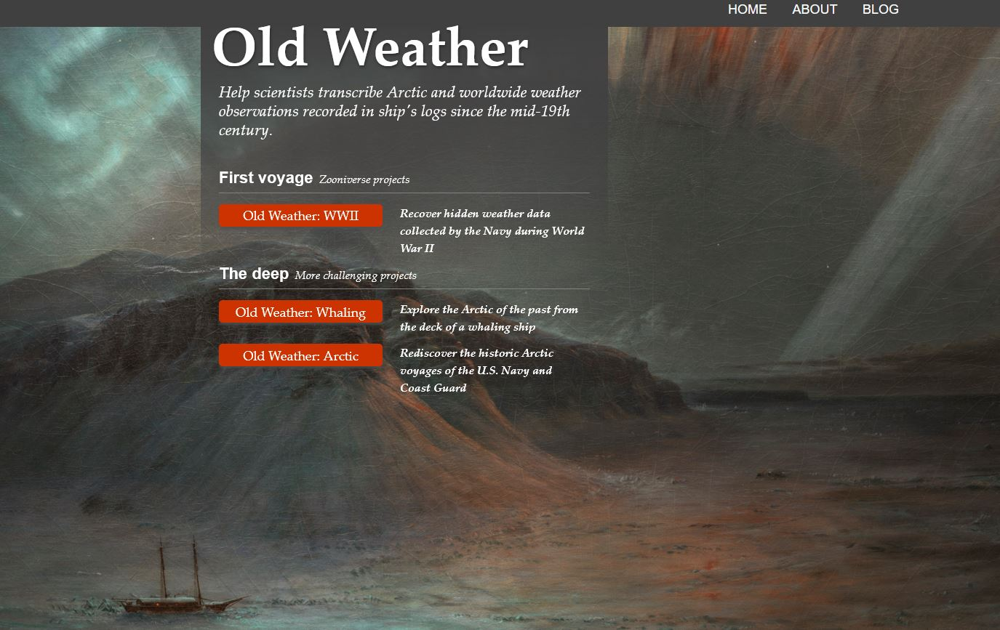 HOME ABOUT BLOG
Old Weather
Help scientists transcribe Arctic and worldwide weather
observations recorded in ship's logs since the mid-19th
century.
First voyage Zooniverse projects
Old Weather: WWII
Recover hidden weather data
collected by the Navy during World
War II
The deep More challenging projects
Old Weather: Whaling
Explore the Arctic of the past from
the deck of a whaling ship
Old Weather: Arctic
Rediscover the historic Arctic
voyages of the U.S. Navy and
Coast Guard